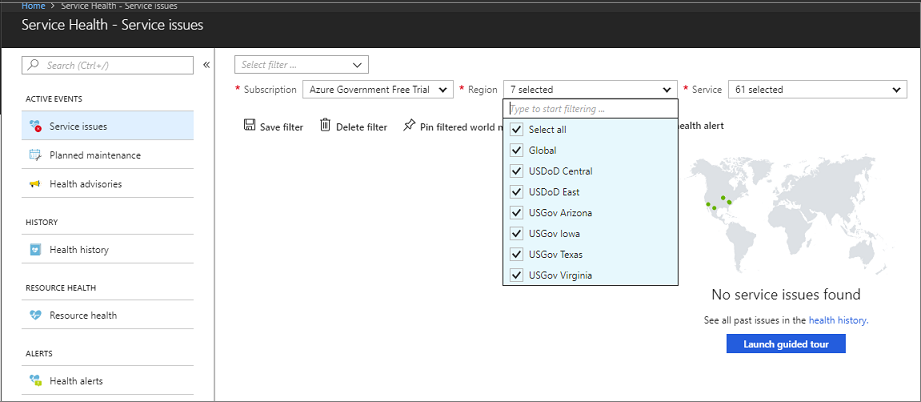 Home > Service Health - Service issues
Service Health - Service issues
Search (Ctrl+/)
«
ACTIVE EVENTS
Service issues
Planned maintenance
Health advisories
HISTORY
Health history
RESOURCE HEALTH
Resource health
ALERTS
Health alerts
Select filter ...
* Subscription Azure Government Free Trial * Region 7 selected * Service 61 selected
Type to start filtering ...
Select all
Global
USDoD Central
USDoD East
USGov Arizona
USGov Iowa
USGov Texas
USGov Virginia
Save filter Delete filter Pin filtered world alert
No service issues found
See all past issues in the health history.
Launch guided tour